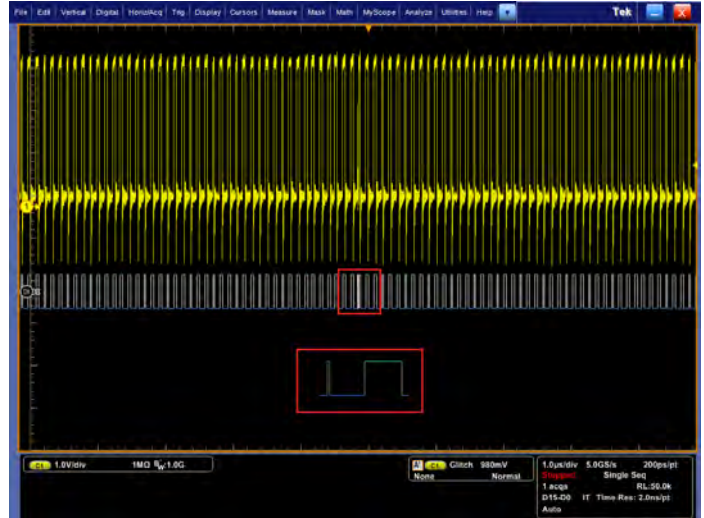 File Edit Vertical Digital Horiz/Acq Trig Display Cursors Measure Mask Math MyScope Analyze Utilities Help Tek
1
C1 1.0V/div 1MΩ BW:1.0G
A' C1 Glitch 980mV
None Normal
1.0µs/div 5.0GS/s 200ps/pt
Stopped Single Seq
1 acqs RL:50.0k
D15-D0 IT Time Res: 2.0ns/pt
Auto